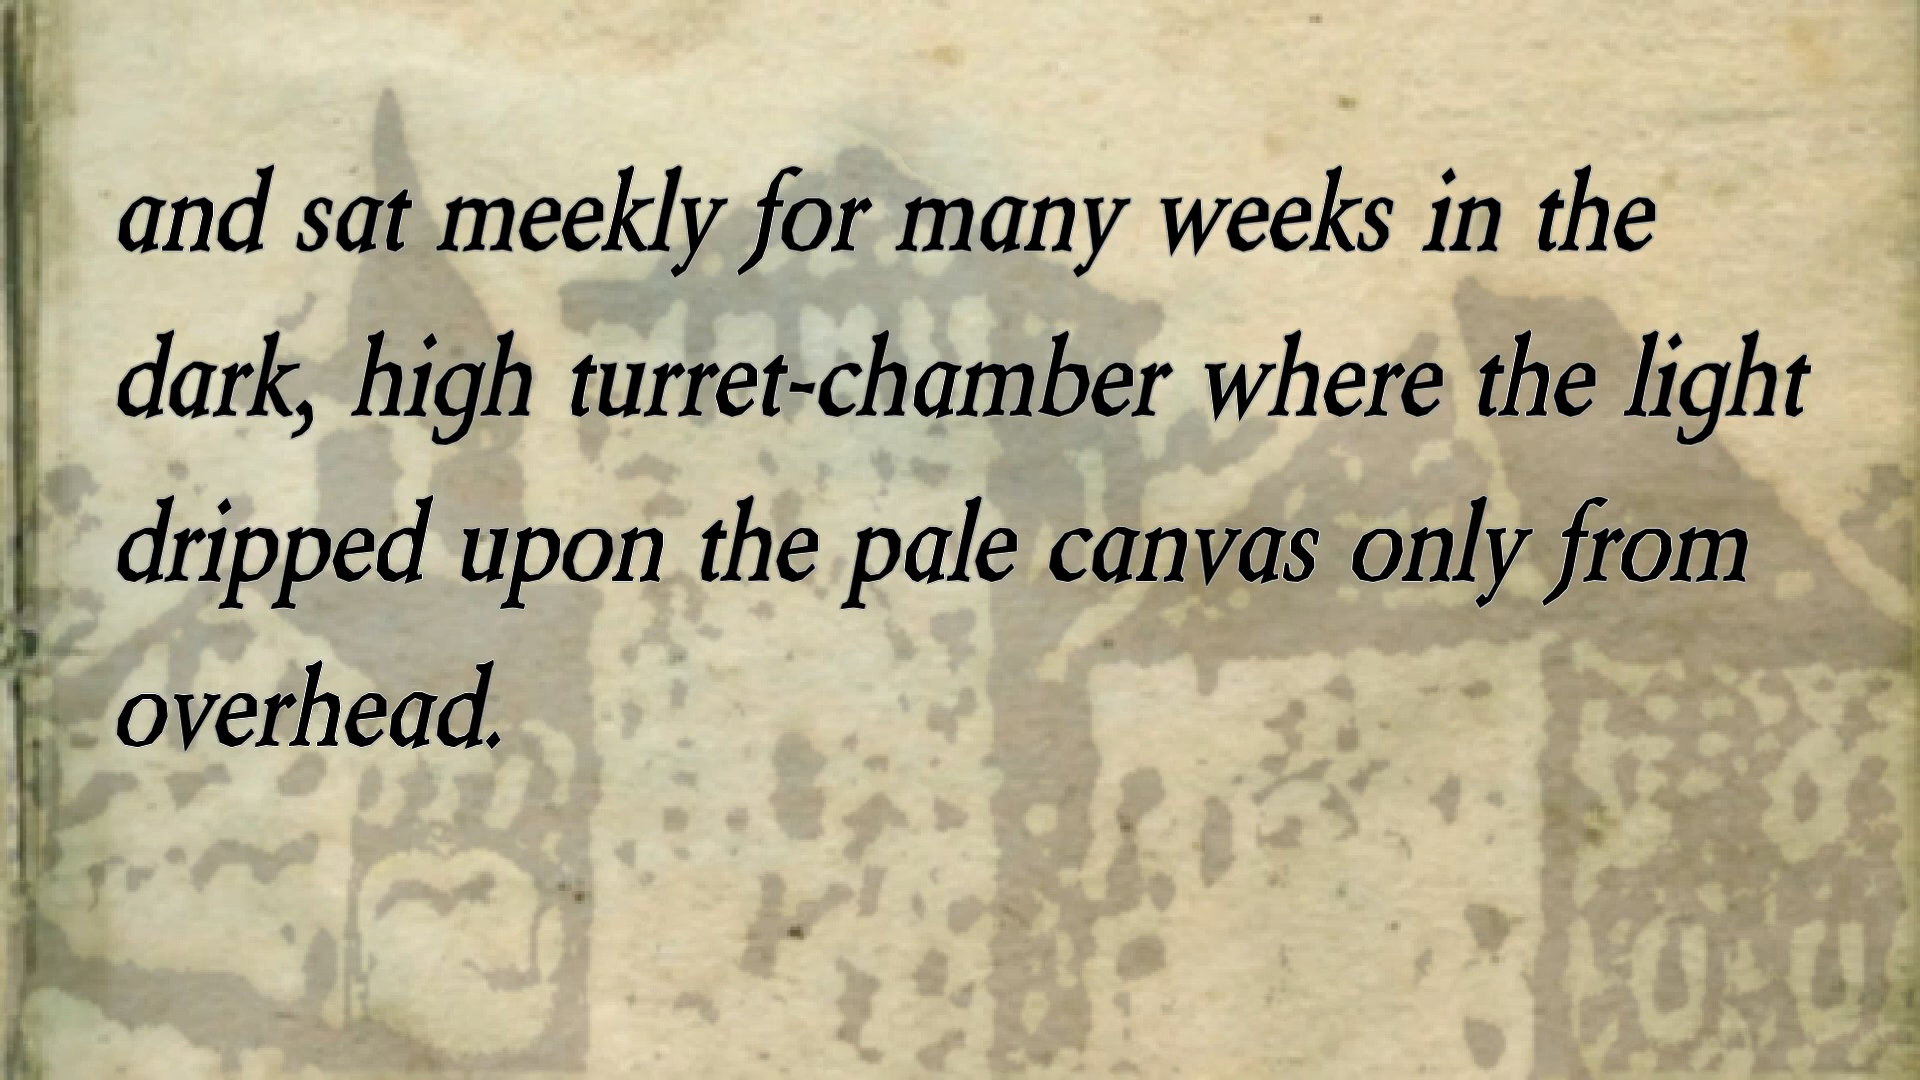 and sat meekly for many weeks in the
dark, high turret-chamber where the light
dripped upon the pale canvas only from
overhead.